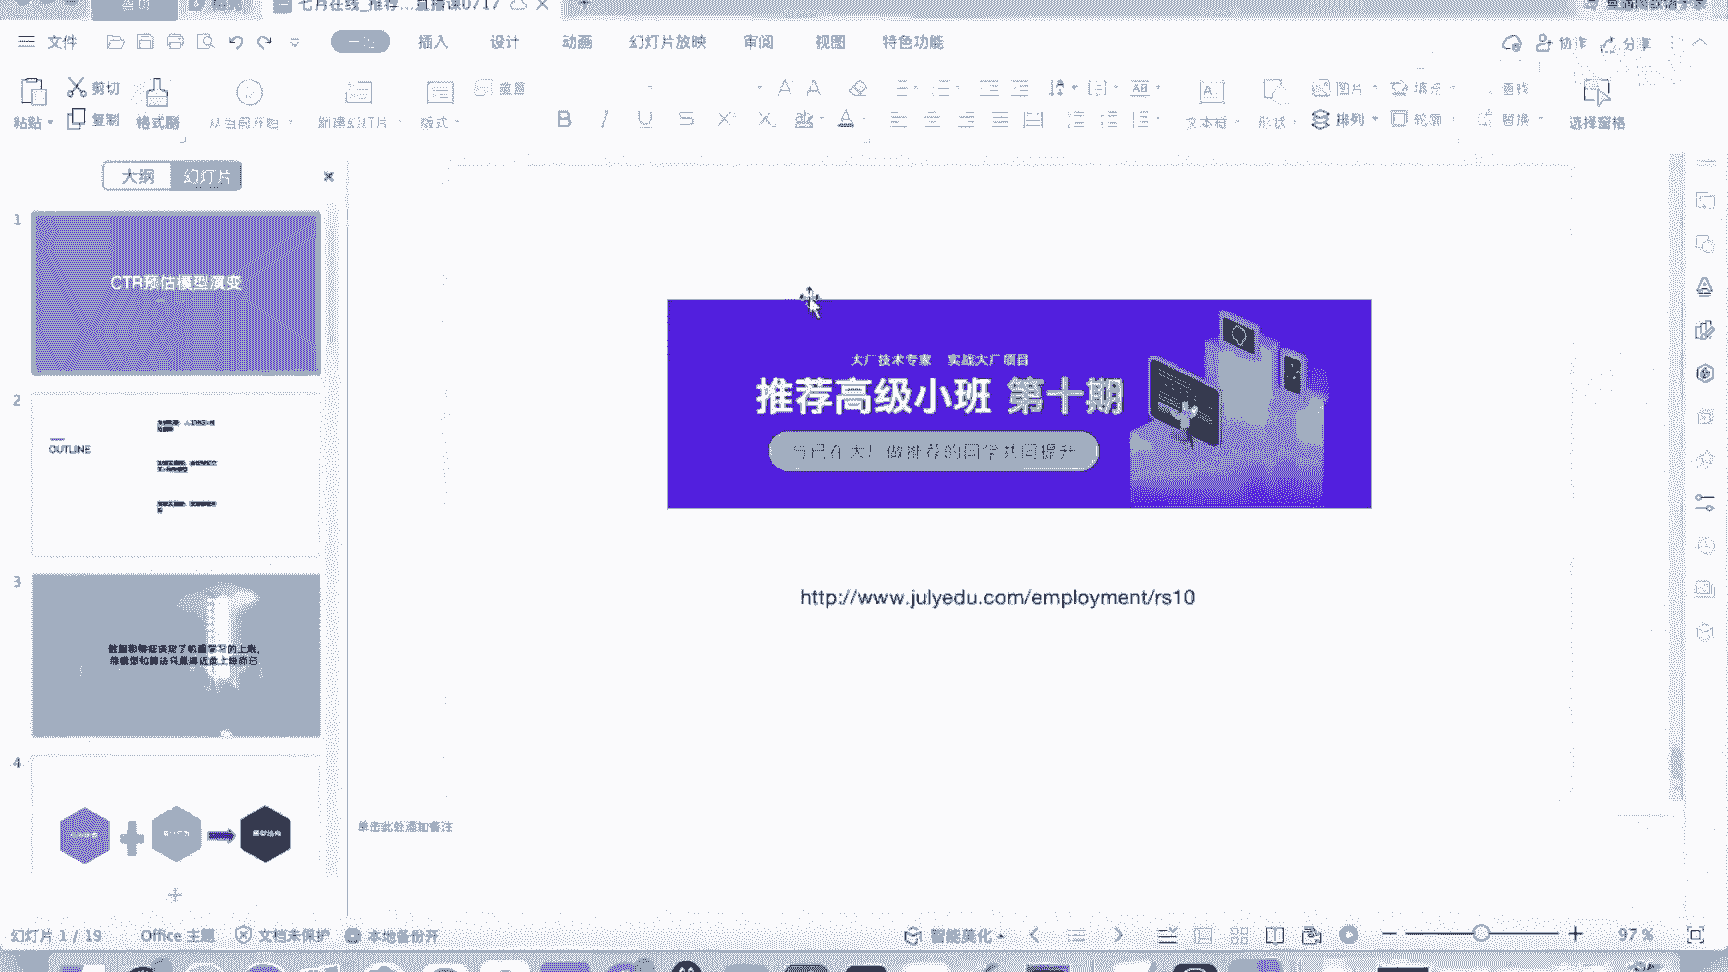 七月在线_推荐...直播课0717
文件
插入
设计
动画
幻灯片放映
审阅
视图
特色功能
协作
分享
粘贴
剪切
复制
格式刷
从当前开始
新建幻灯片
版式
重置
B
I
U
S
文本框
形状
图片
排列
填充
轮廓
查找
替换
选择窗格
大纲
幻灯片
1
CTR预估模型演变
2
OUTLINE
3
数据和特征决定了机器学习的上限，
而模型和算法只是逼近这个上限而已
4
大厂技术专家 实战大厂项目
推荐高级小班 第十期
与已在大厂做推荐的同学共同提升
http://www.julyedu.com/employment/rs10
单击此处添加备注
幻灯片 1 / 19
Office 主题
文档未保护
本地备份开
智能美化
97 %